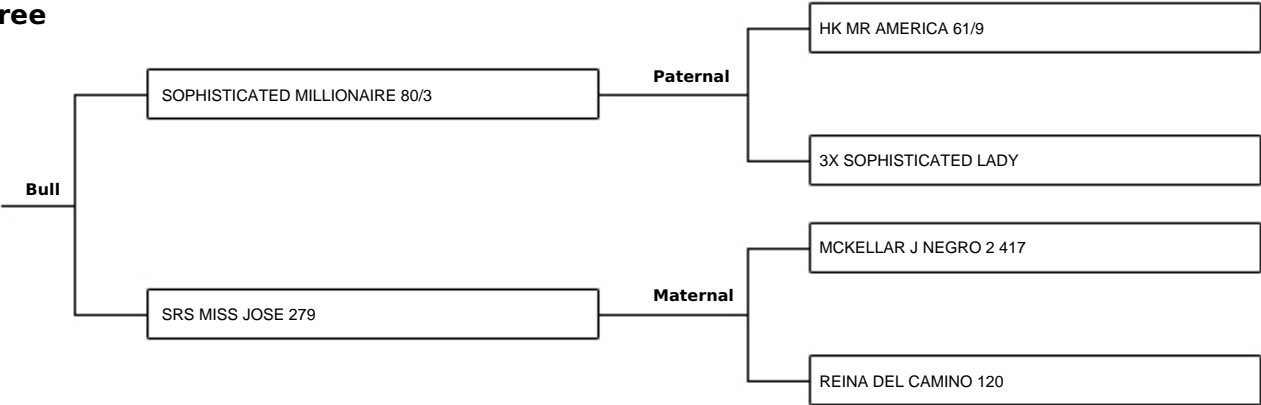 ree
HK MR AMERICA 61/9
Paternal
SOPHISTICATED MILLIONAIRE 80/3
3X SOPHISTICATED LADY
Bull
MCKELLAR J NEGRO 2 417
Maternal
SRS MISS JOSE 279
REINA DEL CAMINO 120